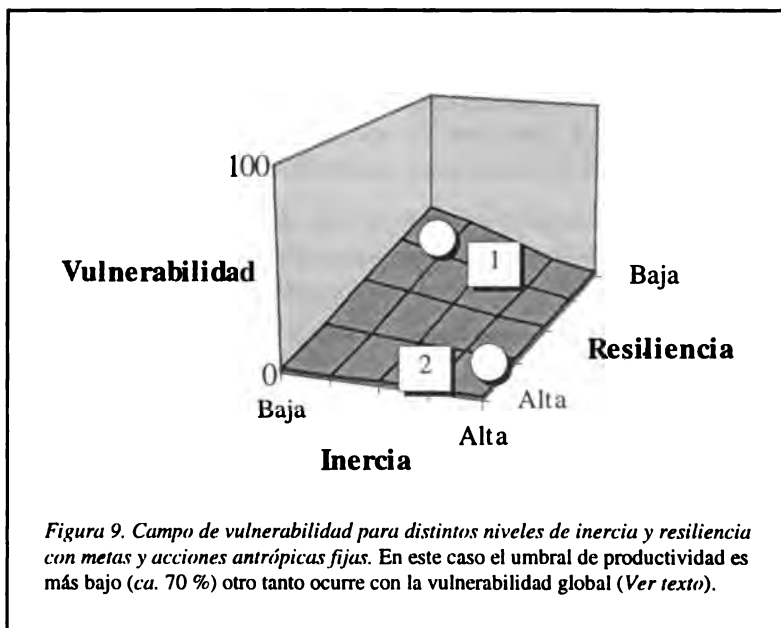 100
Vulnerabilidad
1
Baja
Resiliencia
0
2
Alta
Baja
Alta
Inercia
Figura 9. Campo de vulnerabilidad para distintos niveles de inercia y resiliencia
con metas y acciones antrópicas fijas. En este caso el umbral de productividad es
más bajo (ca. 70 %) otro tanto ocurre con la vulnerabilidad global (Ver texto).